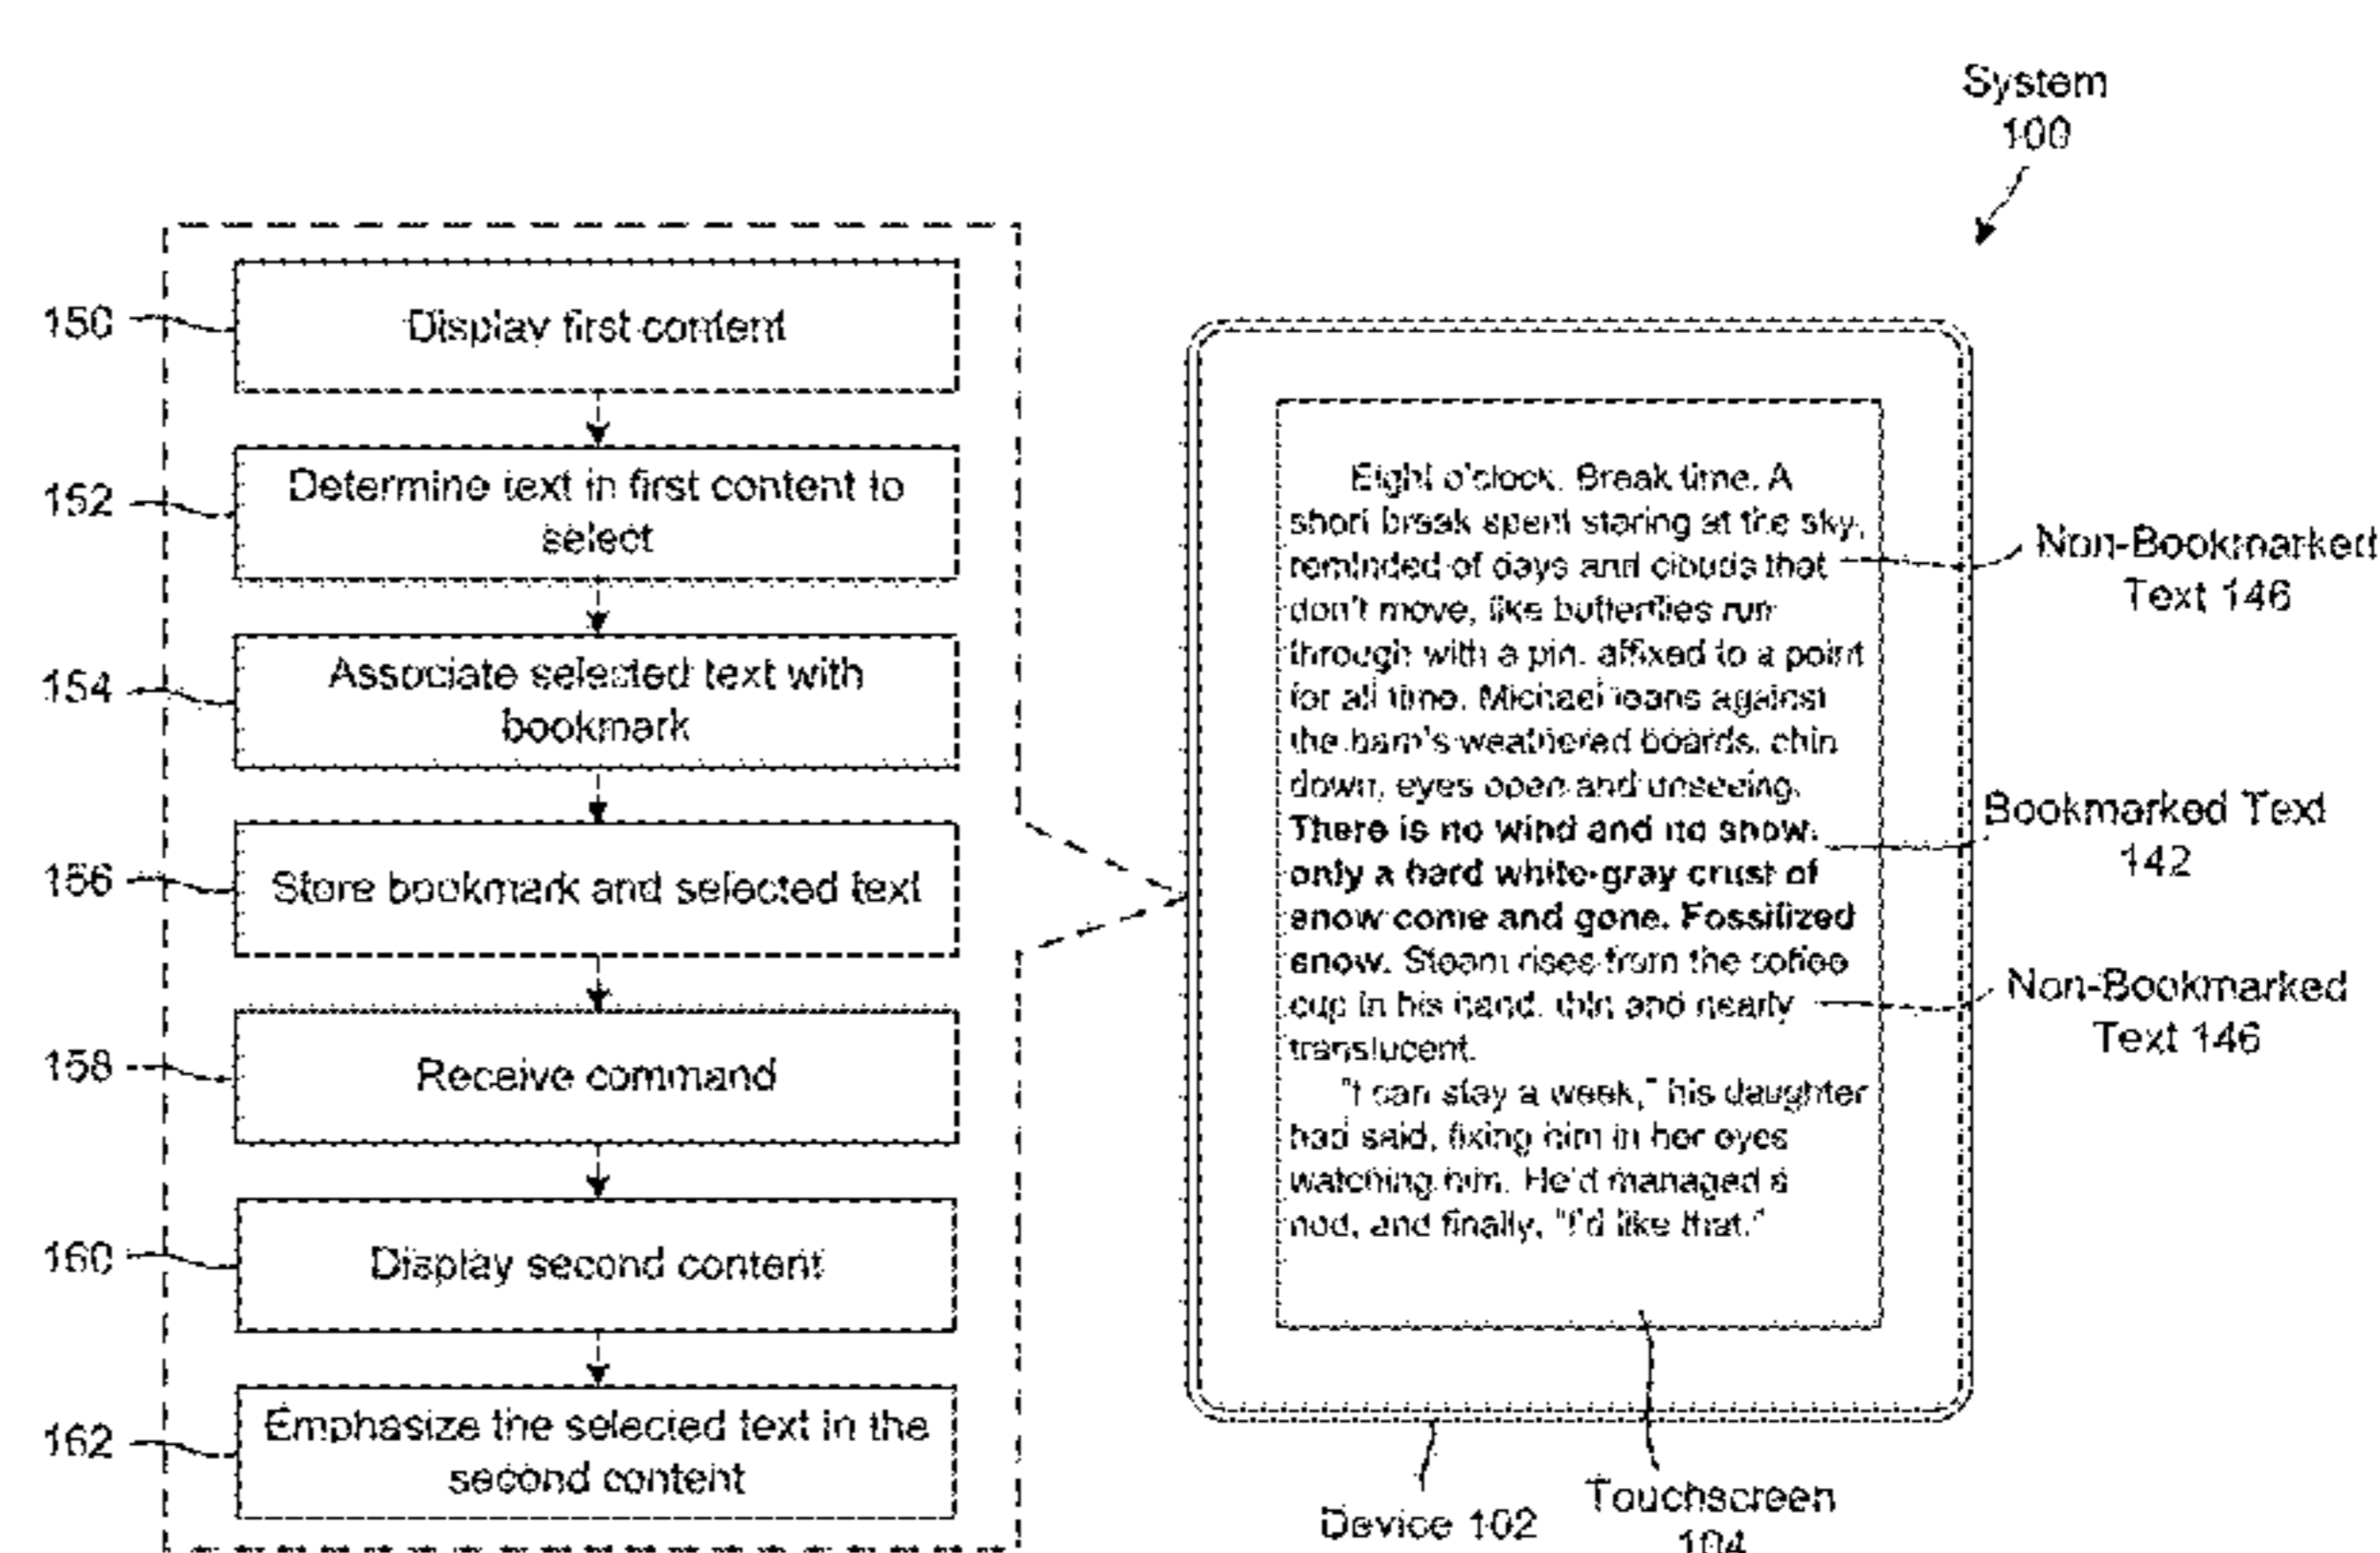 System
100
150
Display first content
152
Determine text in first content to
select
154
Associate selected text with
bookmark
156
Store bookmark and selected text
158
Receive command
160
Display second content
162
Emphasize the selected text in the
second content
Eight o'clock. Break time. A
short break spent staring at the sky,
reminded of days and clouds that
don't move, like butterflies run
through with a pin, affixed to a point
for all time. Michael leans against
the barn's weathered boards, chin
down, eyes open and unseeing.
There is no wind and no snow,
only a hard white-gray crust of
snow come and gone. Fossilized
snow. Steam rises from the coffee
cup in his hand, thin and nearly
translucent.
"I can stay a week," his daughter
had said, fixing him in her eyes
watching him. He'd managed a
nod, and finally, "I'd like that."
Non-Bookmarked
Text 146
Bookmarked Text
142
Non-Bookmarked
Text 146
Device 102
Touchscreen
104